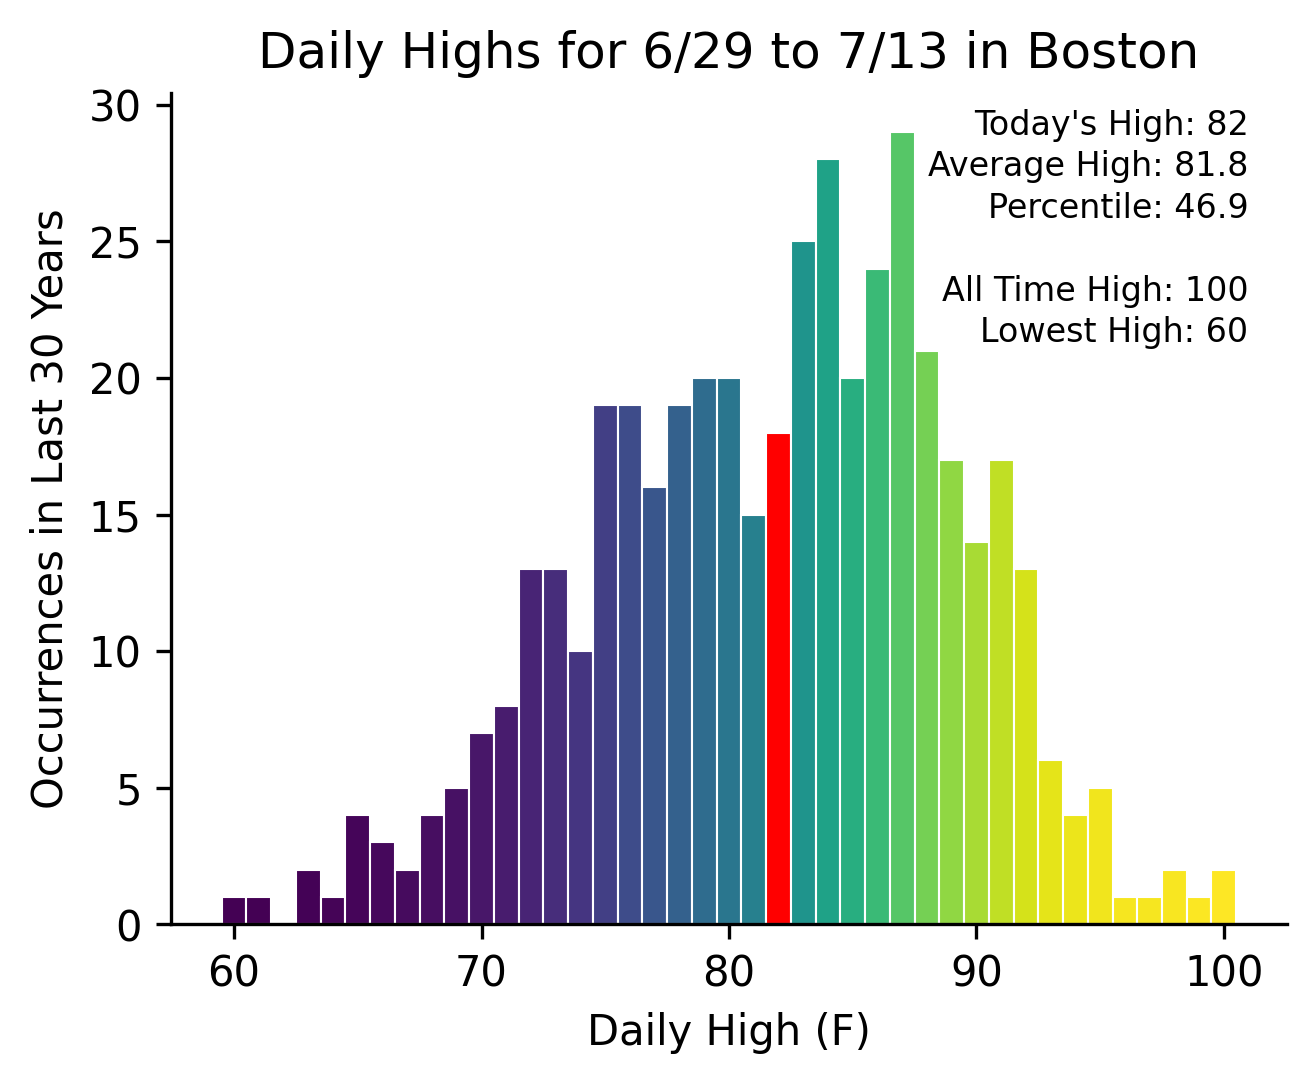 Daily Highs for 6/29 to 7/13 in Boston
Today's High: 82
Average High: 81.8
Percentile: 46.9
All Time High: 100
Lowest High: 60
Occurrences in Last 30 Years
30
25
20
15
10
5
0
60 70 80 90 100
Daily High (F)